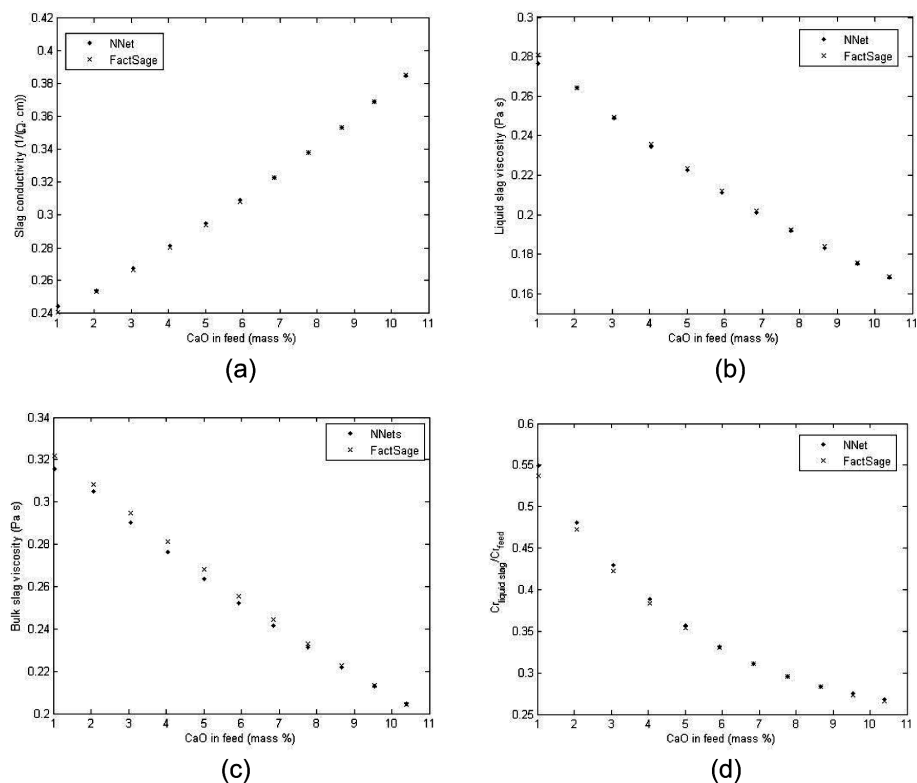 0.42
0.4
0.38
0.36
0.34
0.32
0.3
0.28
0.26
0.24
Slag conductivity (1/(Ω. cm))
NNet
FactSage
1 2 3 4 5 6 7 8 9 10 11
CaO in feed (mass %)
(a)
0.3
0.28
0.26
0.24
0.22
0.2
0.18
0.16
Liquid slag viscosity (Pa s)
NNet
FactSage
1 2 3 4 5 6 7 8 9 10 11
CaO in feed (mass %)
(b)
0.34
0.32
0.3
0.28
0.26
0.24
0.22
0.2
Bulk slag viscosity (Pa s)
NNets
FactSage
1 2 3 4 5 6 7 8 9 10 11
CaO in feed (mass %)
(c)
0.6
0.55
0.5
0.45
0.4
0.35
0.3
0.25
Cr liquid slag/Cr feed
NNet
FactSage
1 2 3 4 5 6 7 8 9 10 11
CaO in feed (mass %)
(d)